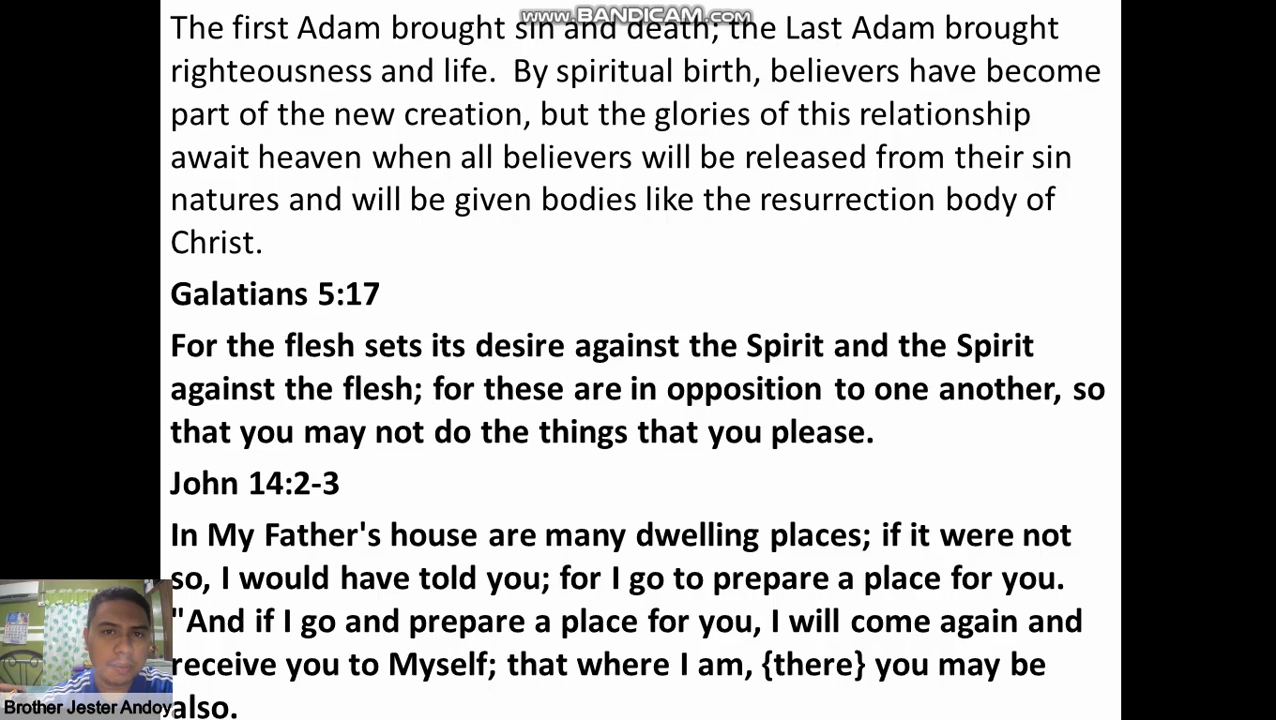 www.BANDICAM.com
The first Adam brought sin and death; the Last Adam brought
righteousness and life.  By spiritual birth, believers have become
part of the new creation, but the glories of this relationship
await heaven when all believers will be released from their sin
natures and will be given bodies like the resurrection body of
Christ.
Galatians 5:17
For the flesh sets its desire against the Spirit and the Spirit
against the flesh; for these are in opposition to one another, so
that you may not do the things that you please.
John 14:2-3
In My Father's house are many dwelling places; if it were not
so, I would have told you; for I go to prepare a place for you.
"And if I go and prepare a place for you, I will come again and
receive you to Myself; that where I am, {there} you may be
also.
Brother Jester Andoy